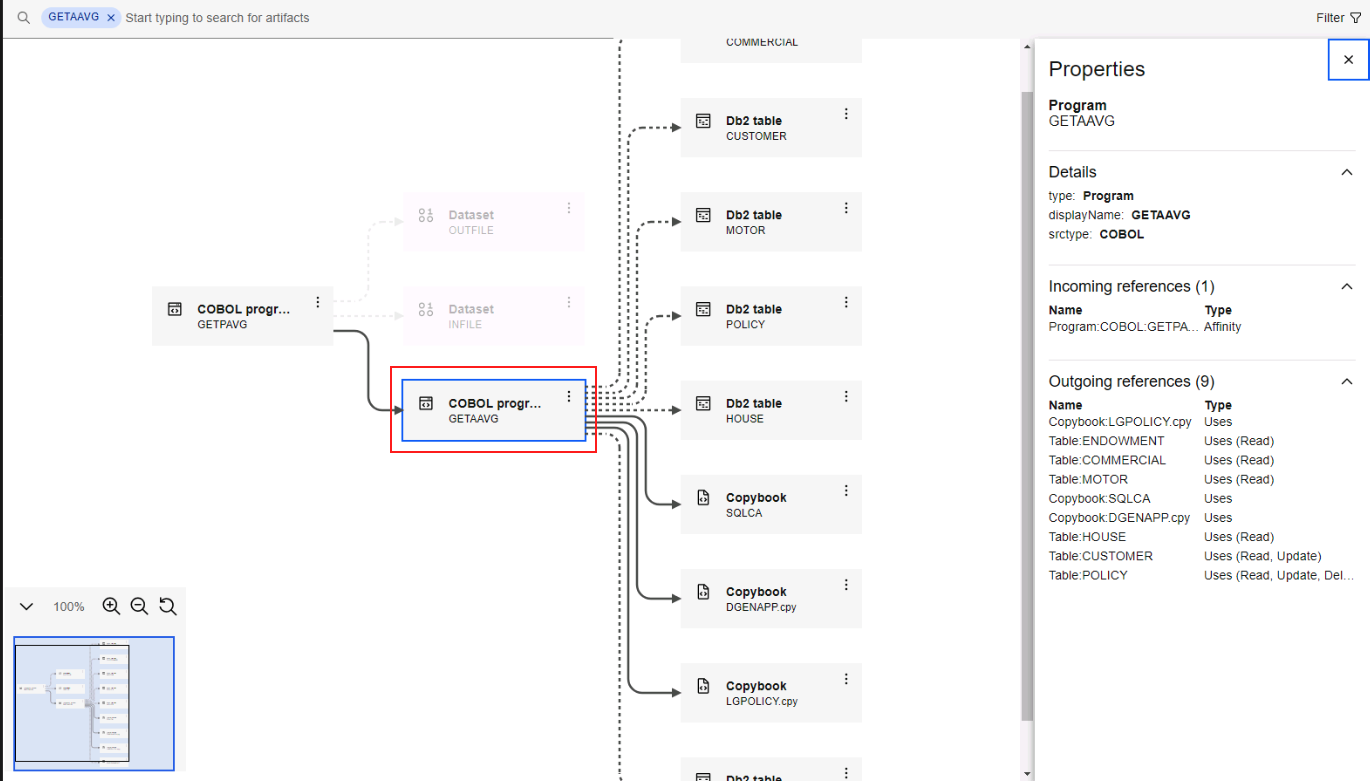 GETAAVG × Start typing to search for artifacts
Filter
COMMERCIAL
Db2 table
CUSTOMER
Dataset
OUTFILE
Db2 table
MOTOR
COBOL progr...
GETPAVG
Dataset
INFILE
Db2 table
POLICY
COBOL progr...
GETAAVG
Db2 table
HOUSE
Copybook
SQLCA
Copybook
DGENAPP.cpy
Copybook
LGPOLICY.cpy
Db2 table
100%
Properties
Program
GETAAVG
Details
type: Program
displayName: GETAAVG
srctype: COBOL
Incoming references (1)
Name Type
Program:COBOL:GETPA... Affinity
Outgoing references (9)
Name Type
Copybook:LGPOLICY.cpy Uses
Table:ENDOWMENT Uses (Read)
Table:COMMERCIAL Uses (Read)
Table:MOTOR Uses (Read)
Copybook:SQLCA Uses
Copybook:DGENAPP.cpy Uses
Table:HOUSE Uses (Read)
Table:CUSTOMER Uses (Read, Update)
Table:POLICY Uses (Read, Update, Del...